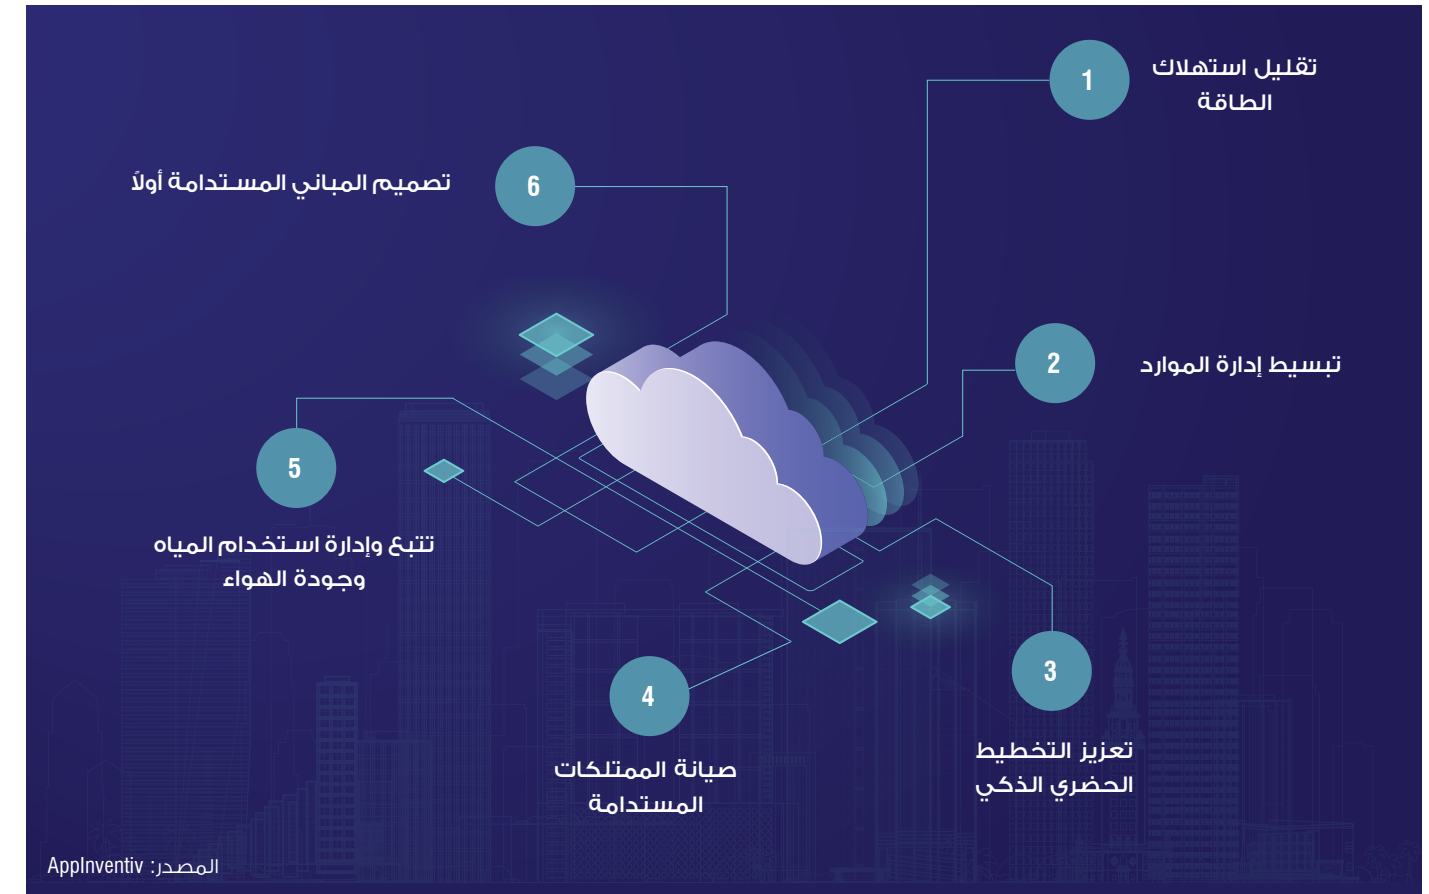 1
تقليل استهلاك
الطاقة
2
تبسيط إدارة الموارد
3
تعزيز التخطيط
الحضري الذكي
4
صيانة الممتلكات
المستدامة
5
تتبع وإدارة استخدام المياه
وجودة الهواء
6
تصميم المباني المستدامة أولاً
المصدر: AppInventiv